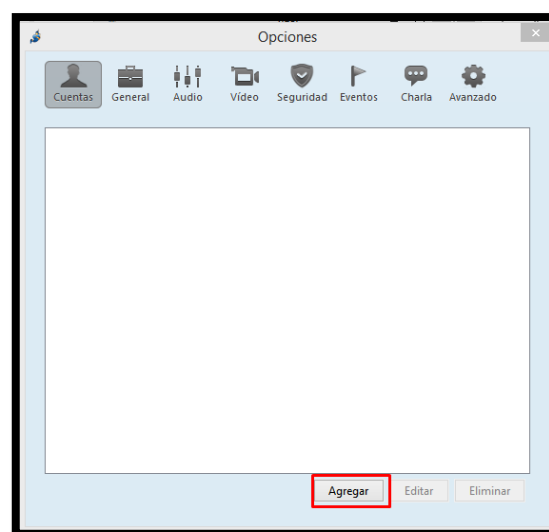 Opciones
Cuentas General Audio Vídeo Seguridad Eventos Charla Avanzado
Agregar Editar Eliminar